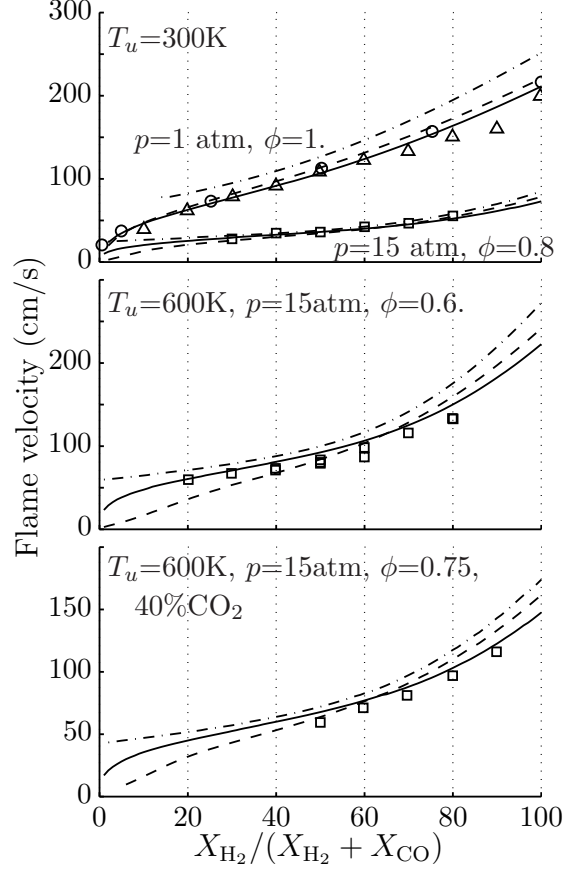 300
T_u=300K
200
p=1 atm, ϕ=1.
100
p=15 atm, ϕ=0.8
0
T_u=600K, p=15atm, ϕ=0.6.
200
100
0
Flame velocity (cm/s)
T_u=600K, p=15atm, ϕ=0.75,
40%CO₂
150
100
50
0
0 20 40 60 80 100
X_H₂/(X_H₂ + X_CO)